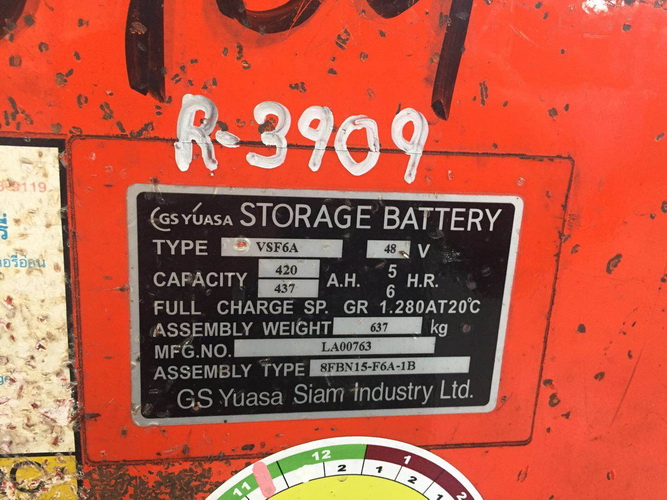 R-3909
GS YUASA STORAGE BATTERY
TYPE VSF6A 48 V
CAPACITY 420 A.H. 5 H.R.
437 6
FULL CHARGE SP. GR 1.280AT20°C
ASSEMBLY WEIGHT 637 kg
MFG.NO. LA00763
ASSEMBLY TYPE 8FBN15-F6A-1B
GS Yuasa Siam Industry Ltd.
11 12 1
2 1 1 2